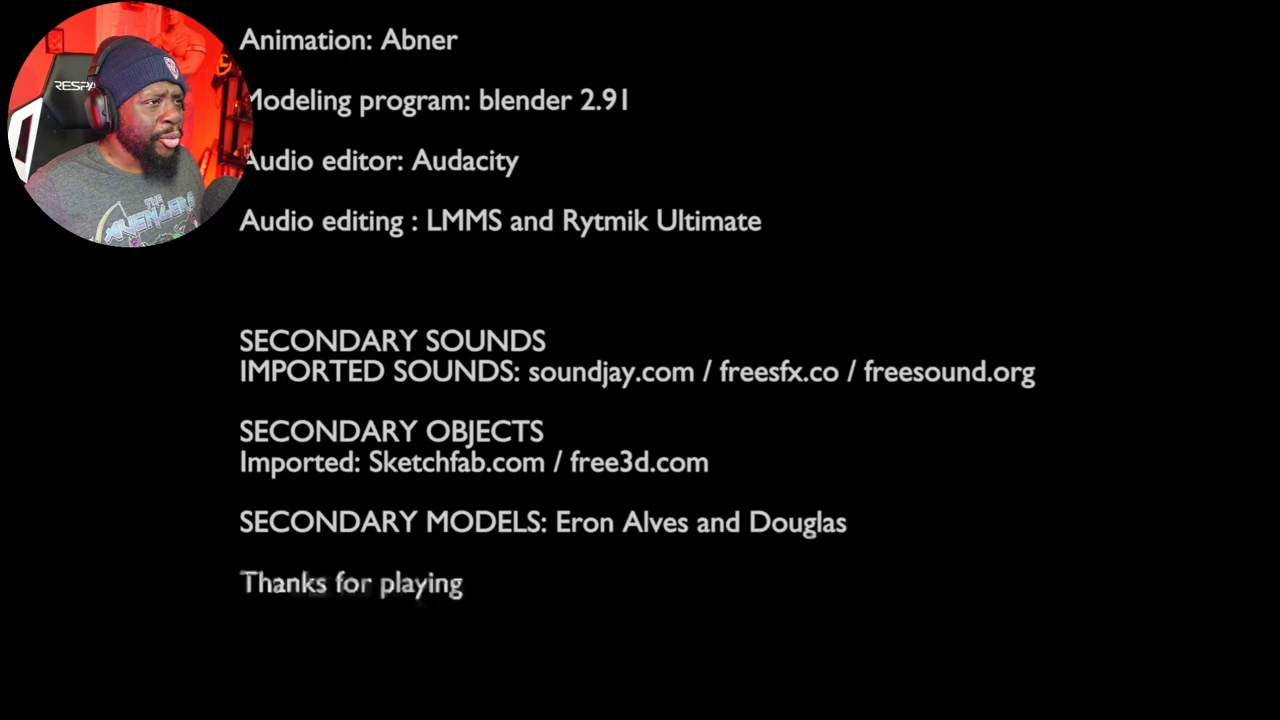 Animation: Abner
Modeling program: blender 2.91
Audio editor: Audacity
Audio editing : LMMS and Rytmik Ultimate
SECONDARY SOUNDS
IMPORTED SOUNDS: soundjay.com / freesfx.co / freesound.org
SECONDARY OBJECTS
Imported: Sketchfab.com / free3d.com
SECONDARY MODELS: Eron Alves and Douglas
Thanks for playing
THE
AVENGERS